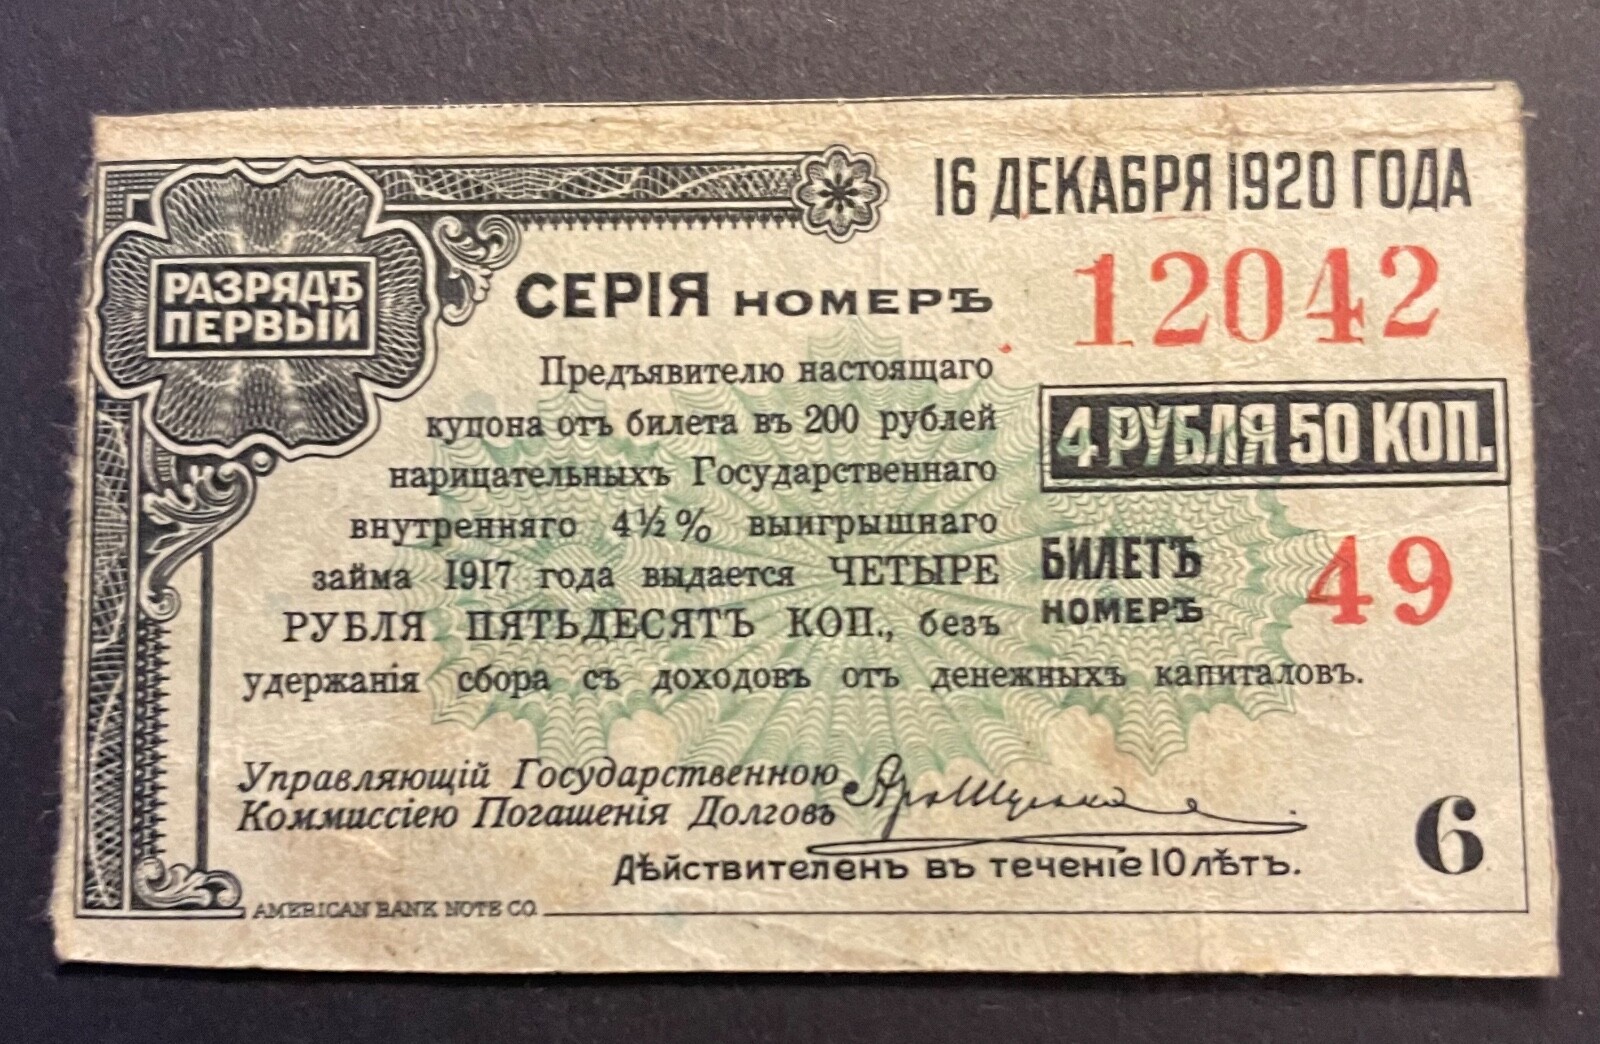 16 ДЕКАБРЯ 1920 ГОДА
РАЗРЯДЪ
ПЕРВЫЙ
СЕРІЯ НОМЕРЪ 12042
Предъявителю настоящаго
купона отъ билета въ 200 рублей
нарицательныхъ Государственнаго
внутренняго 4½% выигрышнаго
займа 1917 года выдается ЧЕТЫРЕ
РУБЛЯ ПЯТЬДЕСЯТЪ КОП., безъ
удержанія сбора съ доходовъ отъ денежныхъ капиталовъ.
4 РУБЛЯ 50 КОП.
БИЛЕТЪ
НОМЕРЪ
49
Управляющій Государственною
Коммиссіею Погашенія Долговъ
Дѣйствителенъ въ теченіе 10 лѣтъ.
6
AMERICAN BANK NOTE CO.